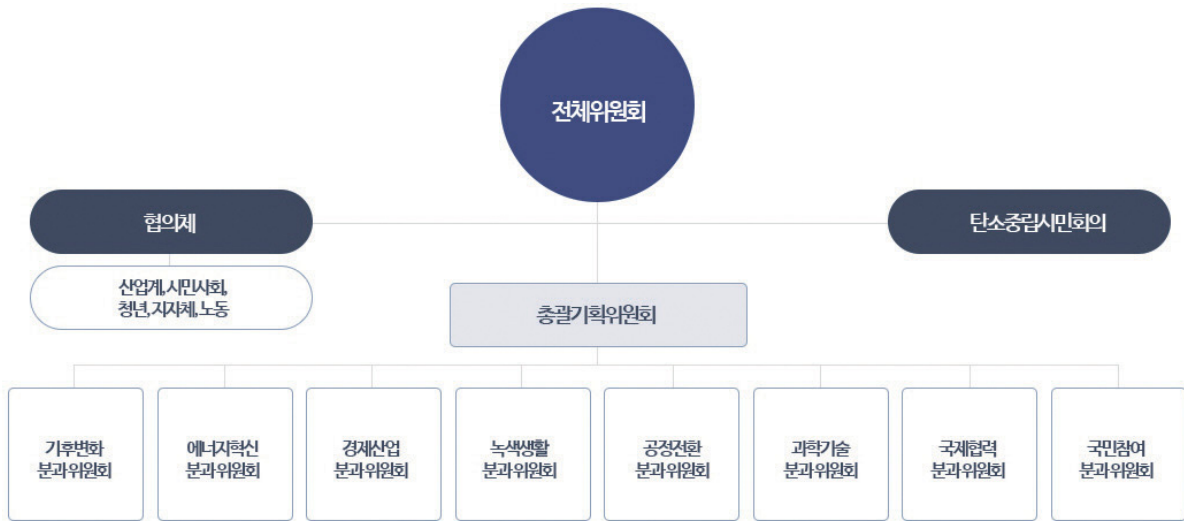 전체위원회
협의체
탄소중립시민회의
산업계,시민사회,
청년,지자체,노동
총괄기획위원회
기후변화
분과위원회
에너지혁신
분과위원회
경제산업
분과위원회
녹색생활
분과위원회
공정전환
분과위원회
과학기술
분과위원회
국제협력
분과위원회
국민참여
분과위원회